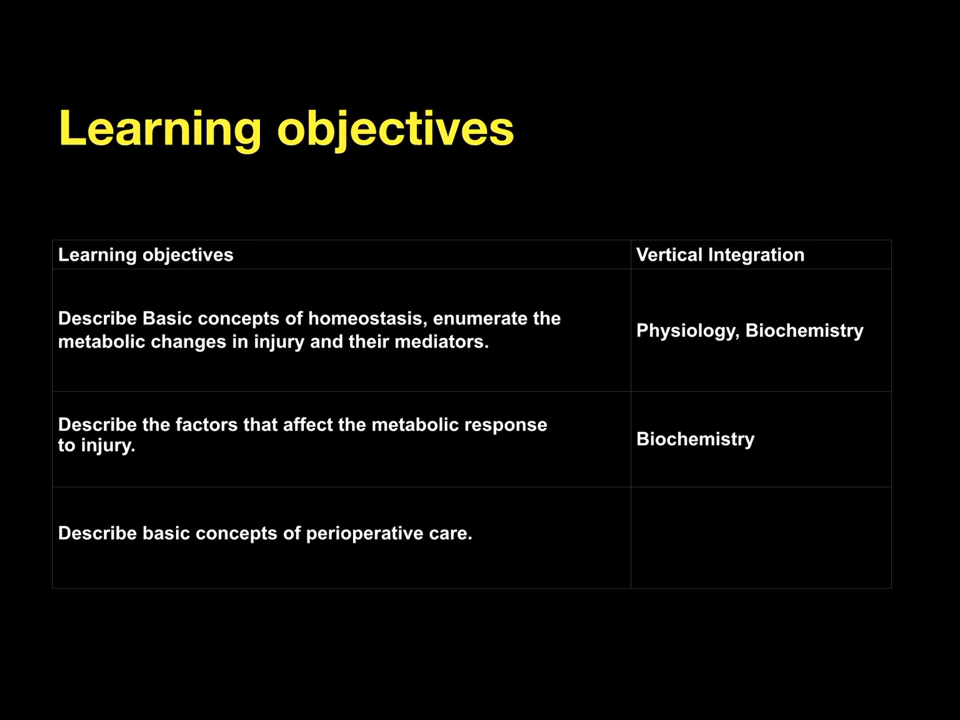 Learning objectives
Learning objectives
Vertical Integration
Describe Basic concepts of homeostasis, enumerate the
metabolic changes in injury and their mediators.
Physiology, Biochemistry
Describe the factors that affect the metabolic response
to injury.
Biochemistry
Describe basic concepts of perioperative care.